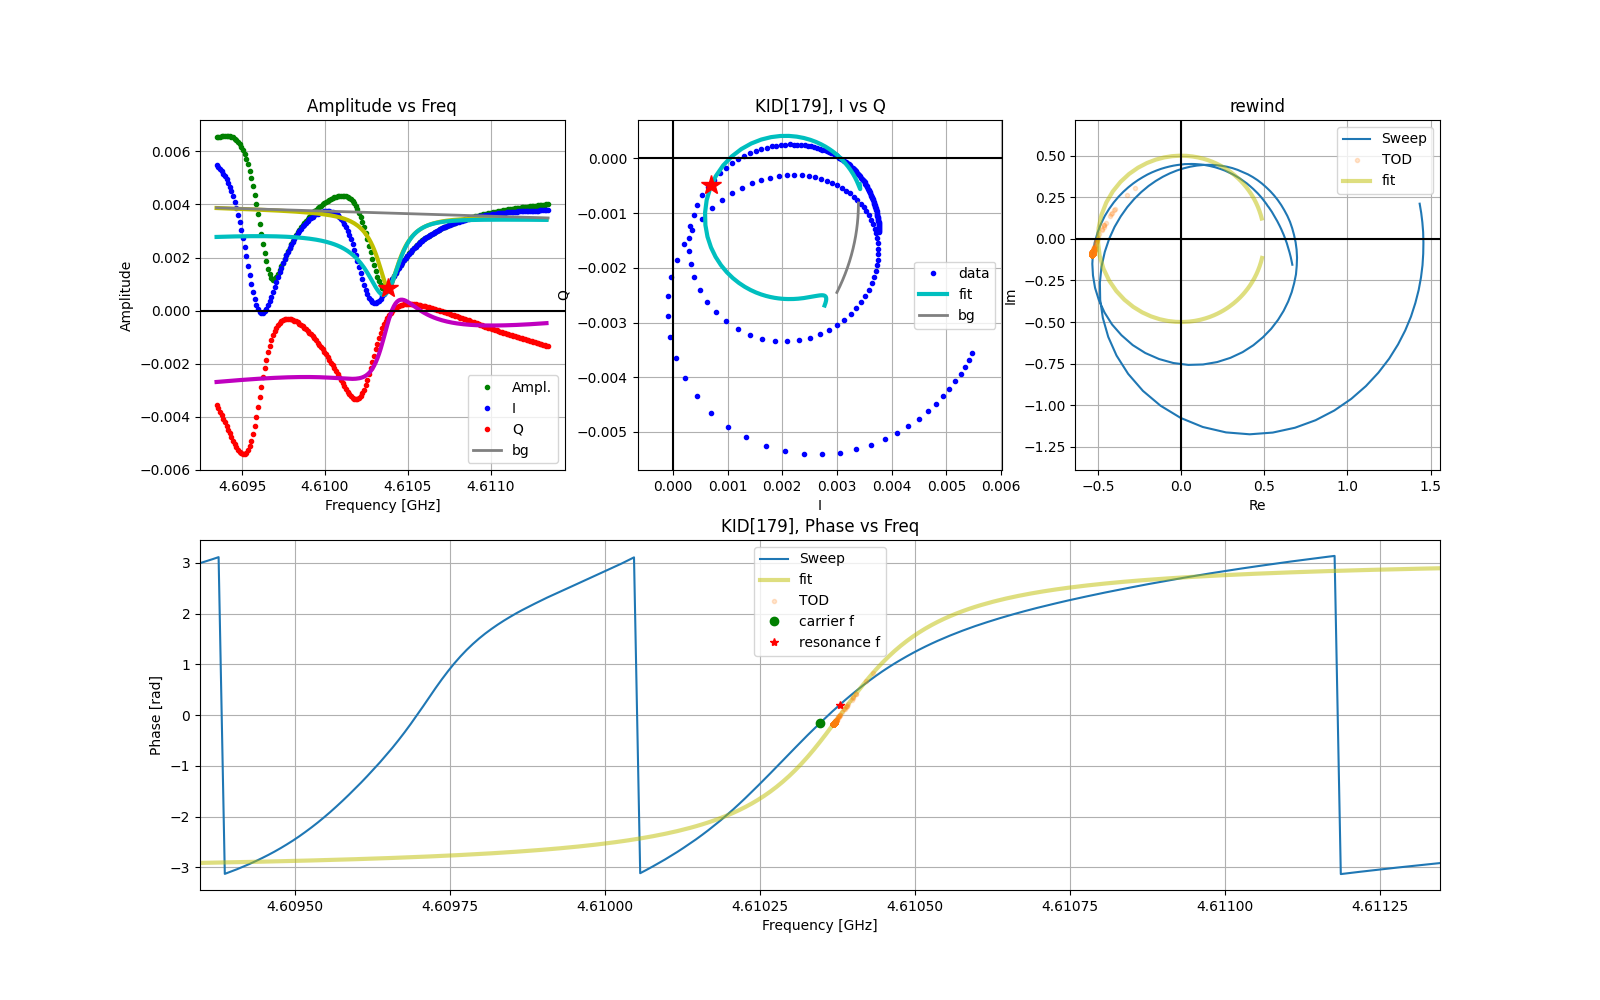 Amplitude vs Freq
KID[179], I vs Q
rewind
Amplitude
0.006
0.004
0.002
0.000
−0.002
−0.004
−0.006
4.6095
4.6100
4.6105
4.6110
Frequency [GHz]
Ampl.
I
Q
bg
Q
0.000
−0.001
−0.002
−0.003
−0.004
−0.005
0.000
0.001
0.002
0.003
0.004
0.005
0.006
I
data
fit
bg
Im
0.50
0.25
0.00
−0.25
−0.50
−0.75
−1.00
−1.25
−0.5
0.0
0.5
1.0
1.5
Re
Sweep
TOD
fit
KID[179], Phase vs Freq
Phase [rad]
3
2
1
0
−1
−2
−3
4.60950
4.60975
4.61000
4.61025
4.61050
4.61075
4.61100
4.61125
Frequency [GHz]
Sweep
fit
TOD
carrier f
resonance f